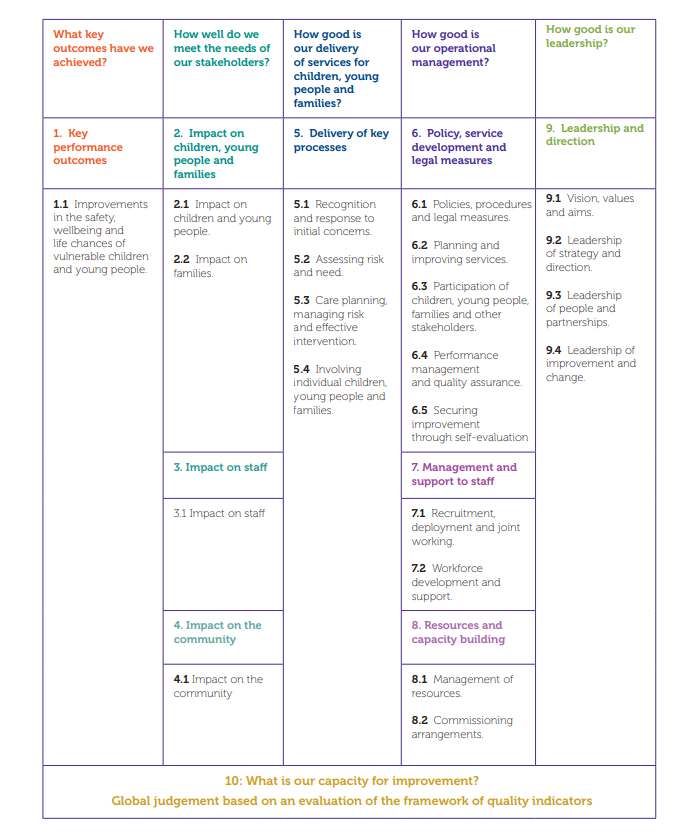 What key
outcomes have we
achieved?
How well do we
meet the needs of
our stakeholders?
How good is
our delivery
of services for
children, young
people and
families?
How good is
our operational
management?
How good is our
leadership?
1. Key
performance
outcomes
2. Impact on
children, young
people and
families
5. Delivery of key
processes
6. Policy, service
development and
legal measures
9. Leadership and
direction
1.1 Improvements
in the safety,
wellbeing and
life chances of
vulnerable children
and young people.
2.1 Impact on
children and young
people.
2.2 Impact on
families.
5.1 Recognition
and response to
initial concerns.
5.2 Assessing risk
and need.
5.3 Care planning,
managing risk
and effective
intervention.
5.4 Involving
individual children,
young people and
families.
6.1 Policies, procedures
and legal measures.
6.2 Planning and
improving services.
6.3 Participation of
children, young people,
families and other
stakeholders.
6.4 Performance
management
and quality assurance.
6.5 Securing
improvement
through self-evaluation
9.1 Vision, values
and aims.
9.2 Leadership
of strategy and
direction.
9.3 Leadership
of people and
partnerships.
9.4 Leadership of
improvement and
change.
3. Impact on staff
7. Management and
support to staff
3.1 Impact on staff
7.1 Recruitment,
deployment and joint
working.
7.2 Workforce
development and
support.
4. Impact on the
community
8. Resources and
capacity building
4.1 Impact on the
community
8.1 Management of
resources.
8.2 Commissioning
arrangements.
10: What is our capacity for improvement?
Global judgement based on an evaluation of the framework of quality indicators